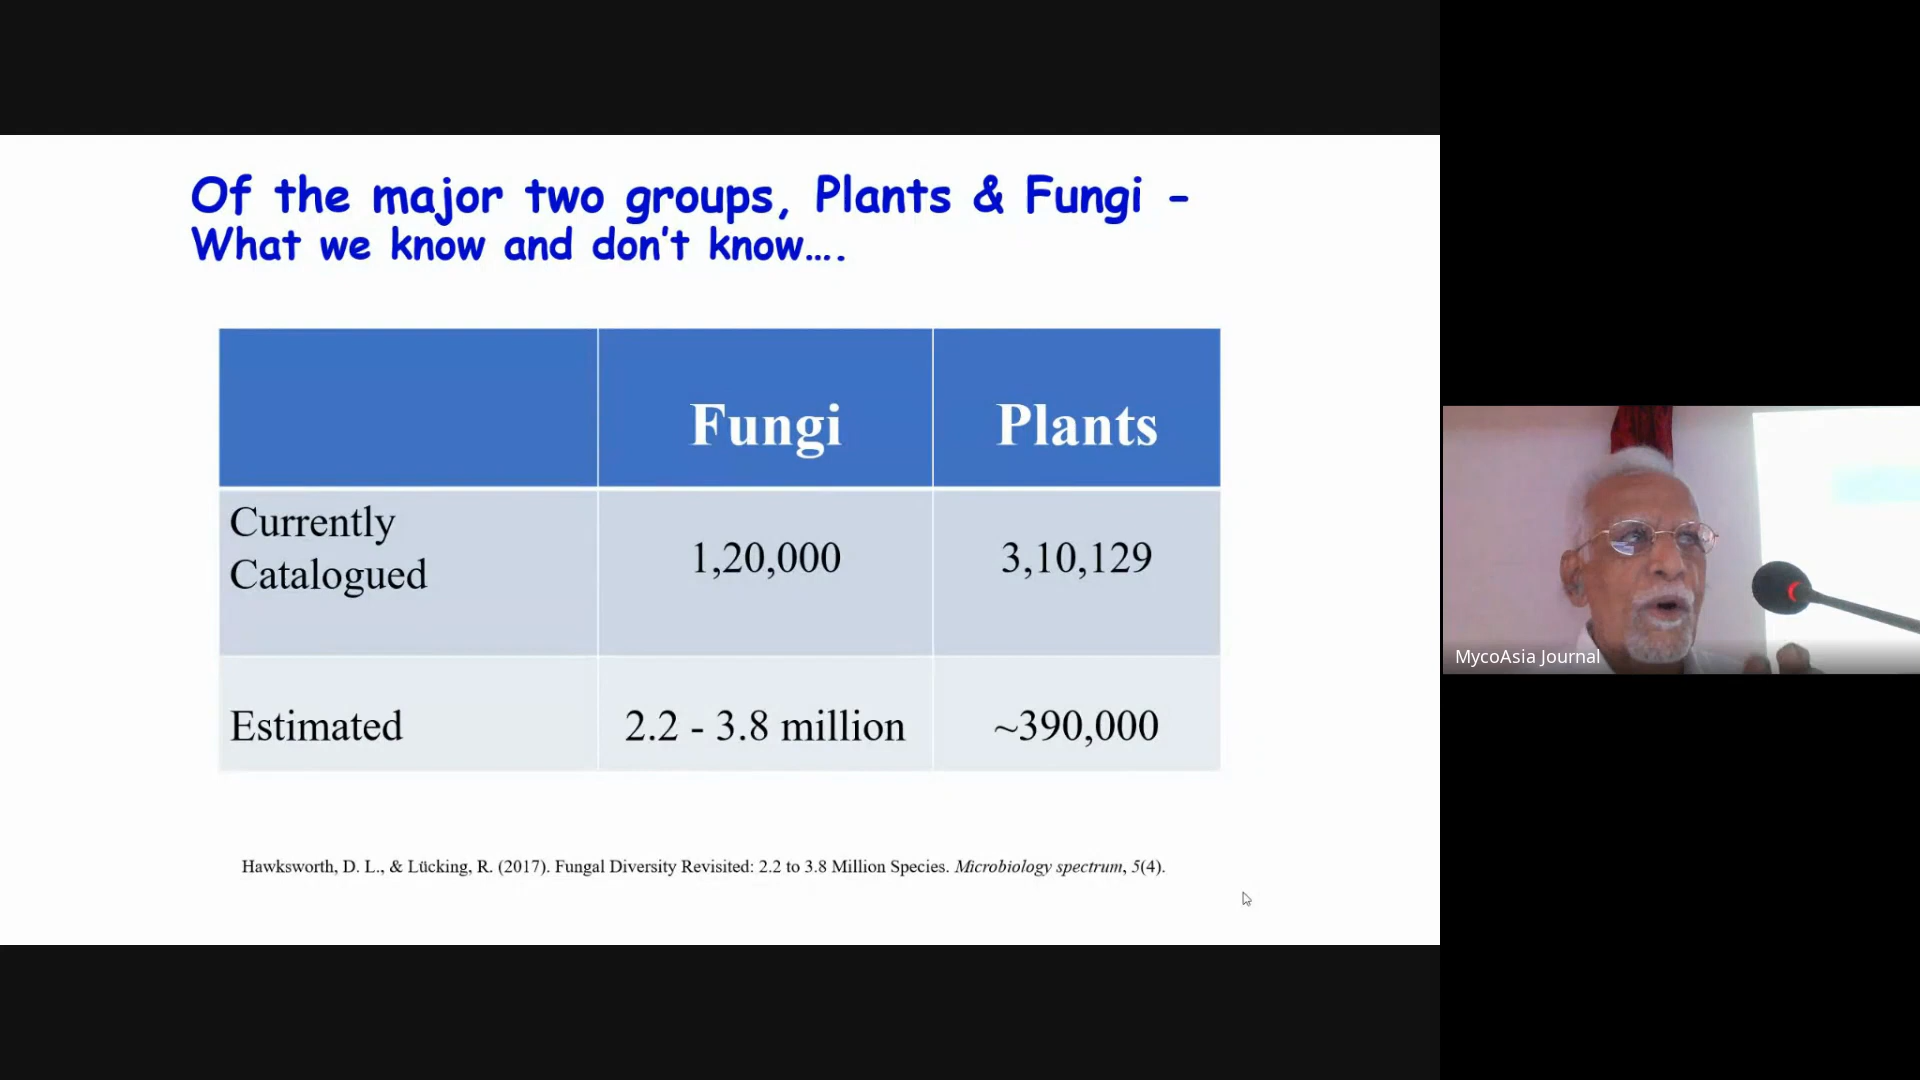 Of the major two groups, Plants & Fungi -
What we know and don't know....
Fungi
Plants
Currently
Catalogued
1,20,000
3,10,129
Estimated
2.2 - 3.8 million
~390,000
Hawksworth, D. L., & Lücking, R. (2017). Fungal Diversity Revisited: 2.2 to 3.8 Million Species. Microbiology spectrum, 5(4).
MycoAsia Journal